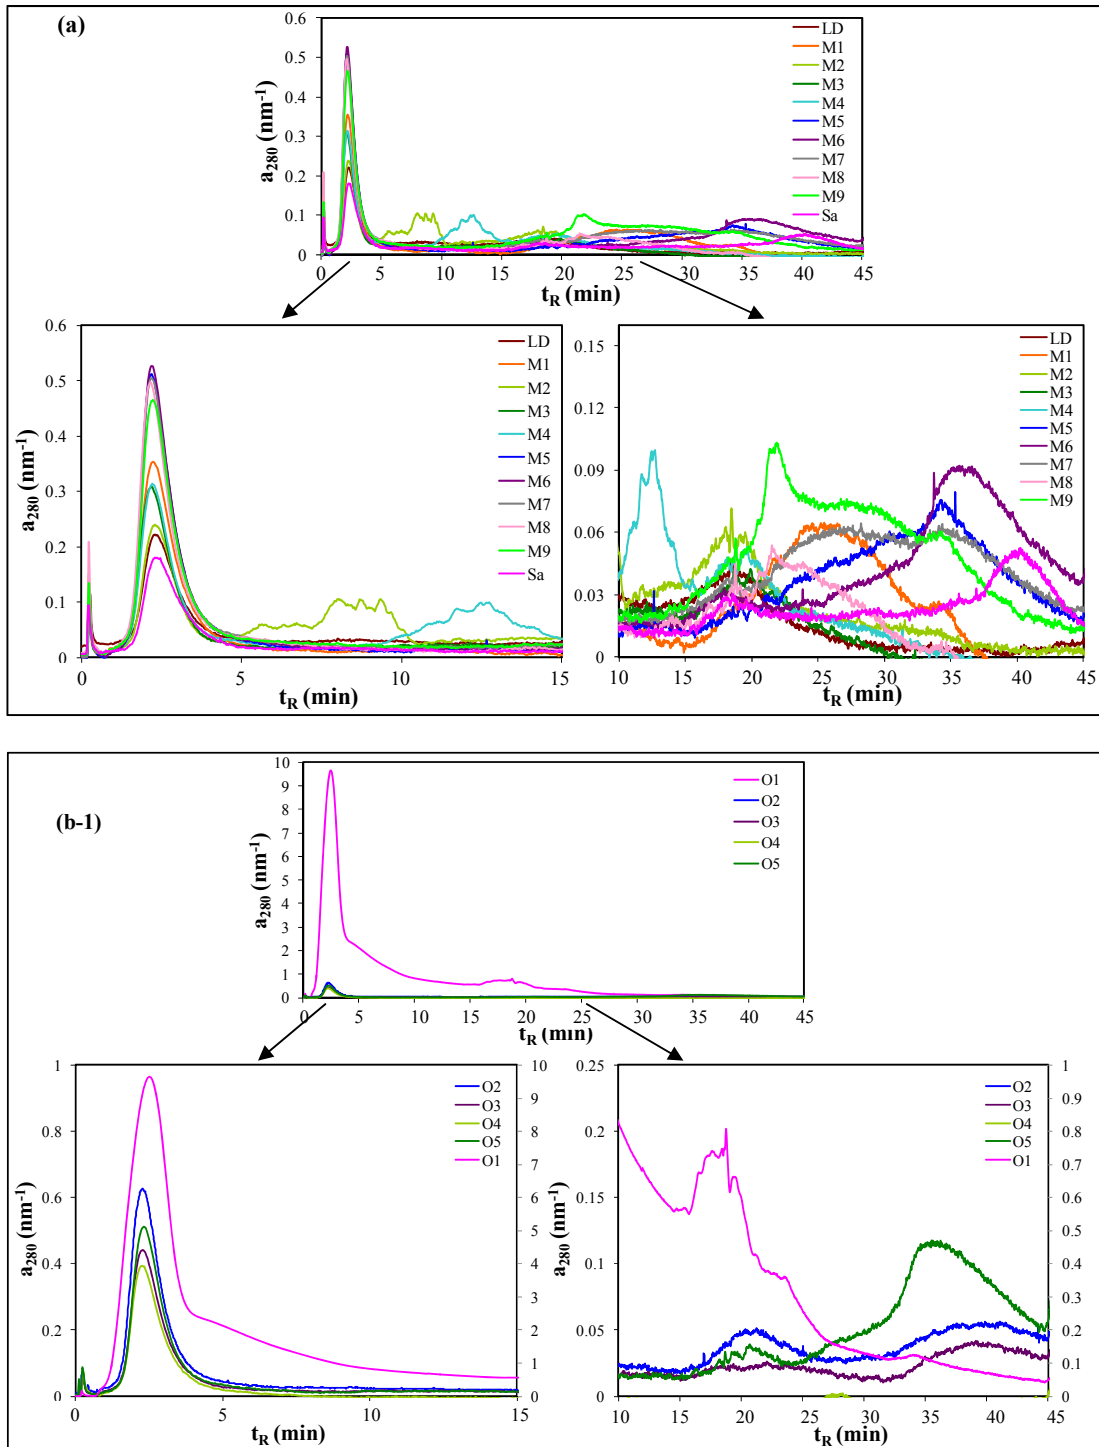 (a)
0.6
0.5
0.4
0.3
0.2
0.1
0
a280 (nm-1)
0 5 10 15 20 25 30 35 40 45
tR (min)
LD
M1
M2
M3
M4
M5
M6
M7
M8
M9
Sa
0.6
0.5
0.4
0.3
0.2
0.1
0
a280 (nm-1)
0 5 10 15
tR (min)
LD
M1
M2
M3
M4
M5
M6
M7
M8
M9
Sa
0.15
0.12
0.09
0.06
0.03
0
10 15 20 25 30 35 40 45
tR (min)
LD
M1
M2
M3
M4
M5
M6
M7
M8
M9
(b-1)
10
9
8
7
6
5
4
3
2
1
0
a280 (nm-1)
0 5 10 15 20 25 30 35 40 45
tR (min)
O1
O2
O3
O4
O5
1
0.8
0.6
0.4
0.2
0
a280 (nm-1)
0 5 10 15
tR (min)
10
9
8
7
6
5
4
3
2
1
0
O2
O3
O4
O5
O1
0.25
0.2
0.15
0.1
0.05
0
a280 (nm-1)
10 15 20 25 30 35 40 45
tR (min)
1
0.9
0.8
0.7
0.6
0.5
0.4
0.3
0.2
0.1
0
O2
O3
O4
O5
O1